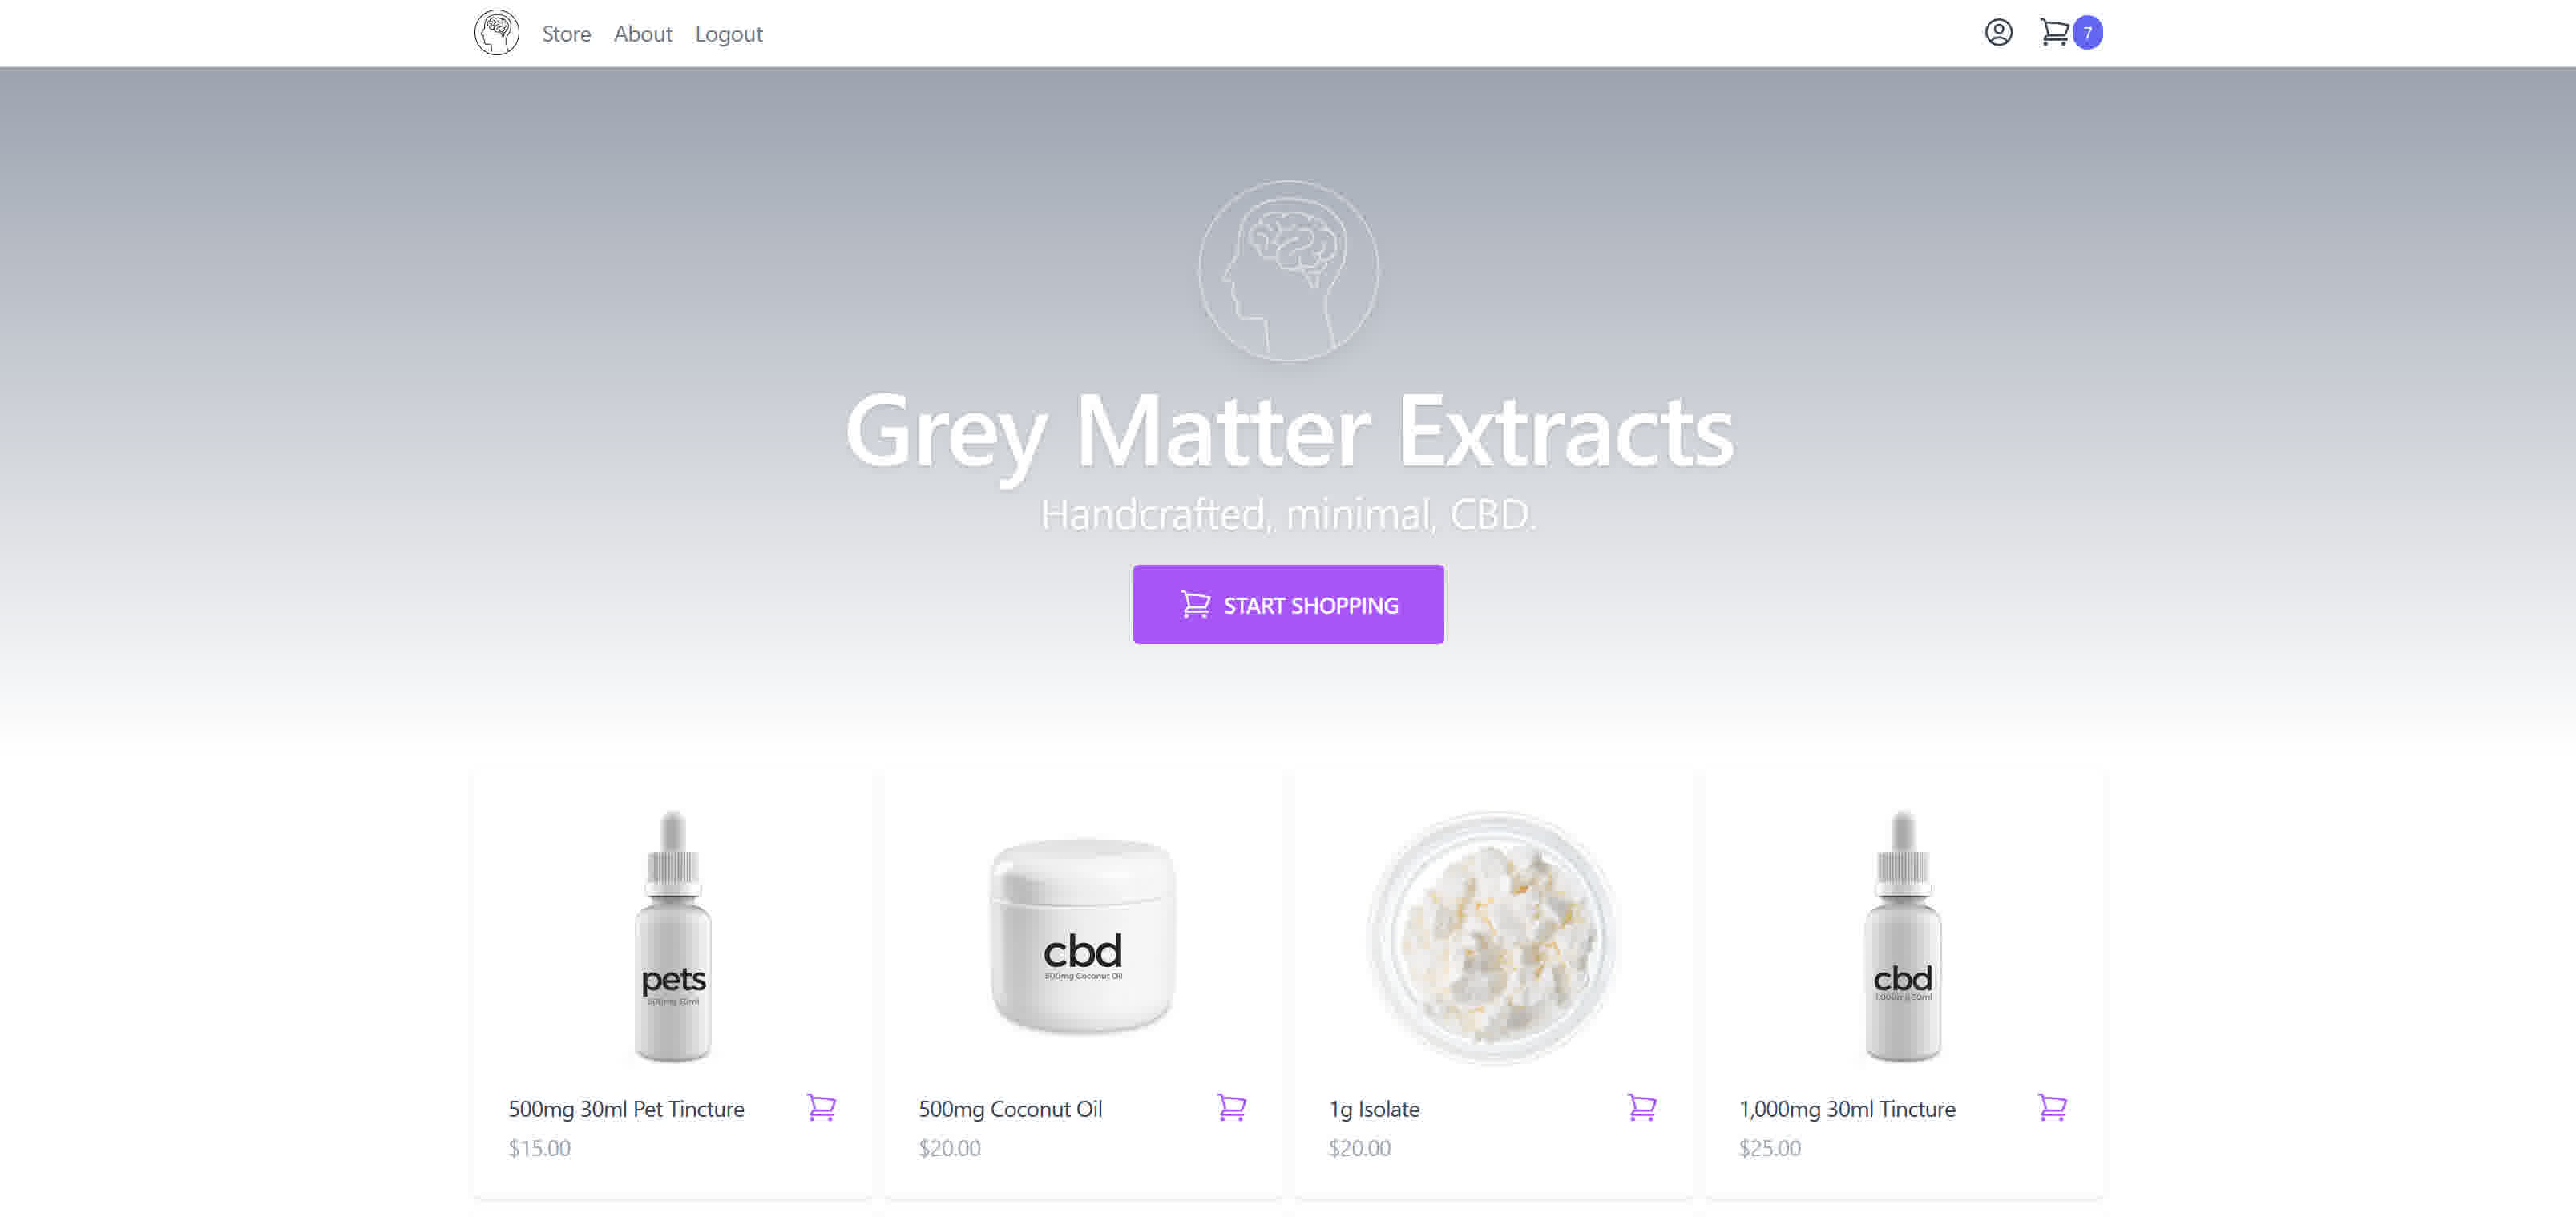 Store About Logout 7
Grey Matter Extracts
Handcrafted, minimal, CBD.
START SHOPPING
pets
500mg 30ml
cbd
500mg Coconut Oil
cbd
1,000mg 30ml
500mg 30ml Pet Tincture
$15.00
500mg Coconut Oil
$20.00
1g Isolate
$20.00
1,000mg 30ml Tincture
$25.00